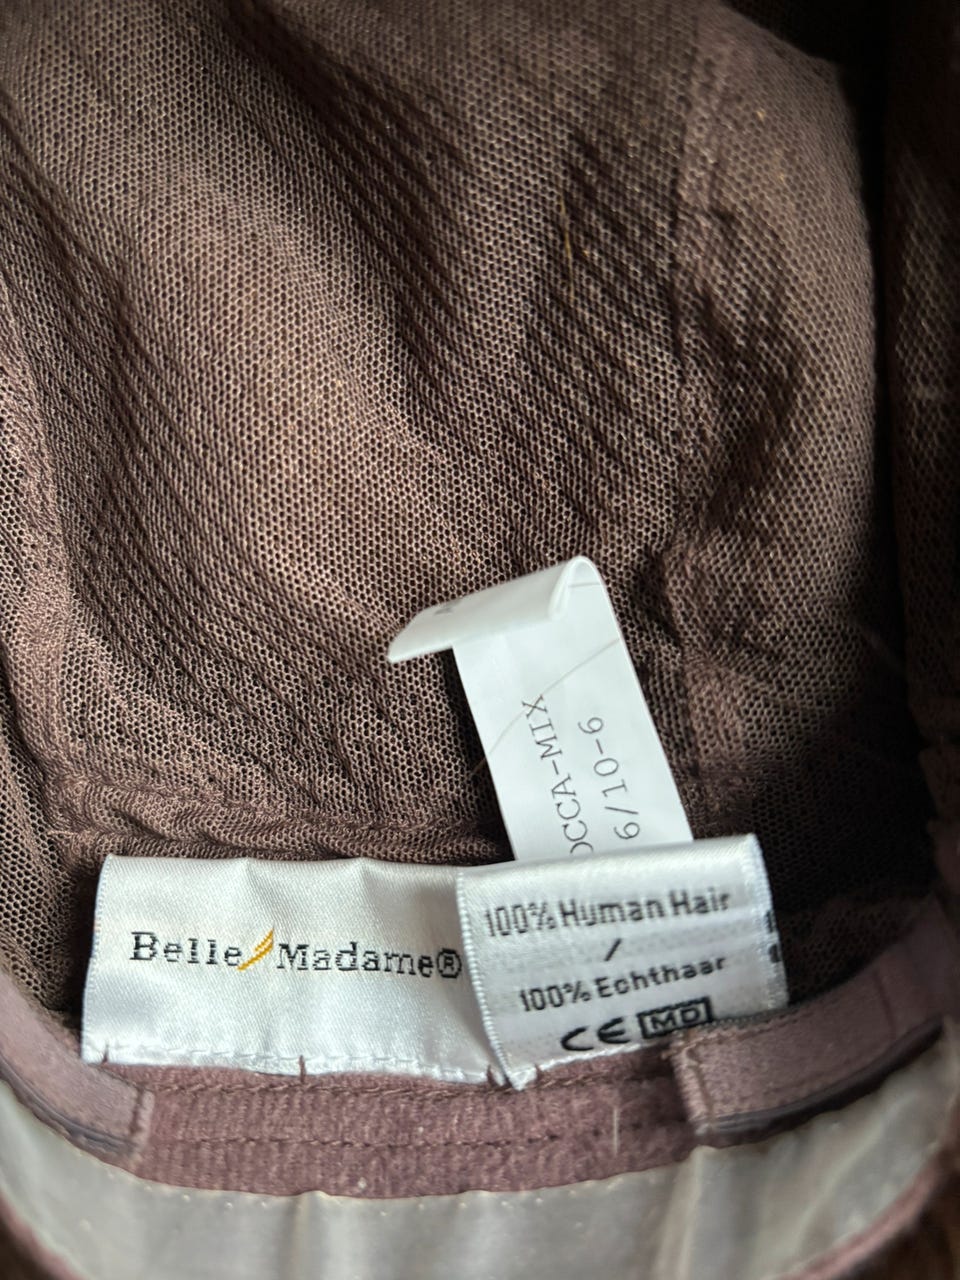 OCCA-MIX
6/10-6
Belle Madame®
100% Human Hair
/
100% Echthaar
CE MD